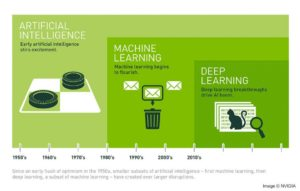 ARTIFICIAL
INTELLIGENCE
Early artificial intelligence
stirs excitement.
MACHINE
LEARNING
Machine learning begins
to flourish.
DEEP
LEARNING
Deep learning breakthroughs
drive AI boom.
1950's 1960's 1970's 1980's 1990's 2000's 2010's
Since an early flush of optimism in the 1950s, smaller subsets of artificial intelligence – first machine learning, then
deep learning, a subset of machine learning – have created ever larger disruptions.
Image © NVIDIA